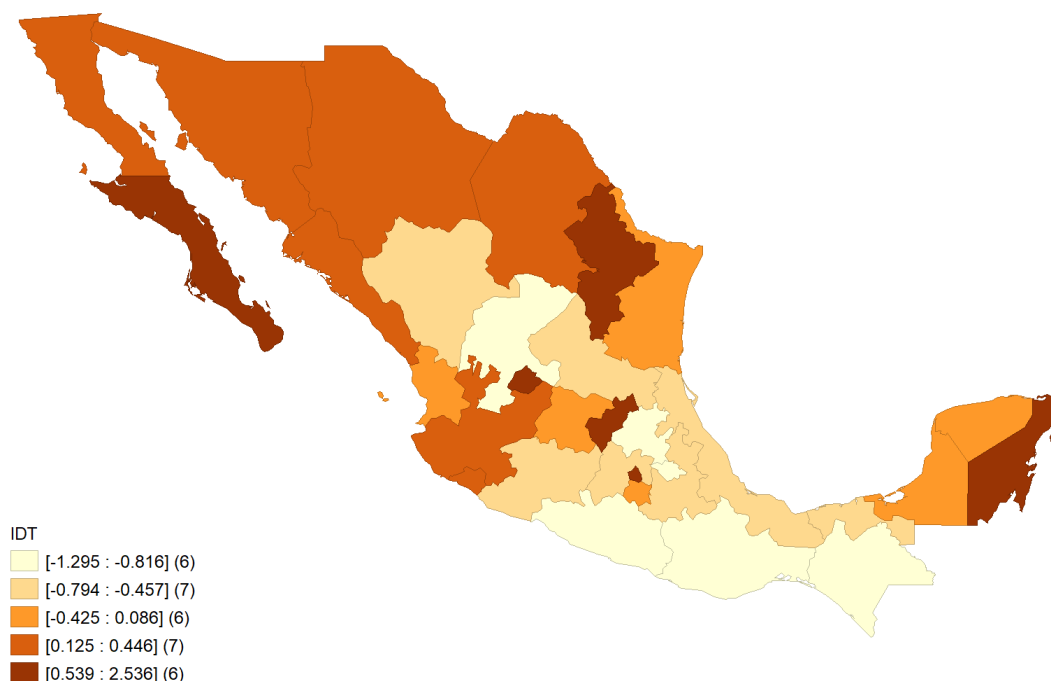 IDT
[-1.295 : -0.816] (6)
[-0.794 : -0.457] (7)
[-0.425 : 0.086] (6)
[0.125 : 0.446] (7)
[0.539 : 2.536] (6)